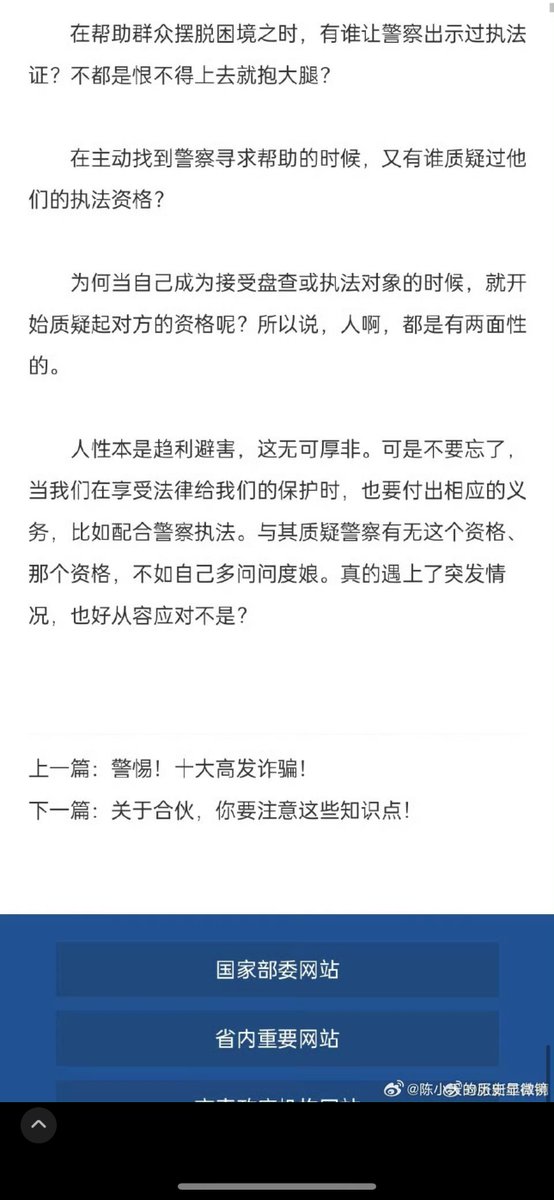 在帮助群众摆脱困境之时，有谁让警察出示过执法
证？不都是恨不得上去就抱大腿？
在主动找到警察寻求帮助的时候，又有谁质疑过他
们的执法资格？
为何当自己成为接受盘查或执法对象的时候，就开
始质疑起对方的资格呢？所以说，人啊，都是有两面性
的。
人性本是趋利避害，这无可厚非。可是不要忘了，
当我们在享受法律给我们的保护时，也要付出相应的义
务，比如配合警察执法。与其质疑警察有无这个资格、
那个资格，不如自己多问问度娘。真的遇上了突发情
况，也好从容应对不是？
上一篇：警惕！十大高发诈骗！
下一篇：关于合伙，你要注意这些知识点！
国家部委网站
省内重要网站
@陈小
的历史显微镜